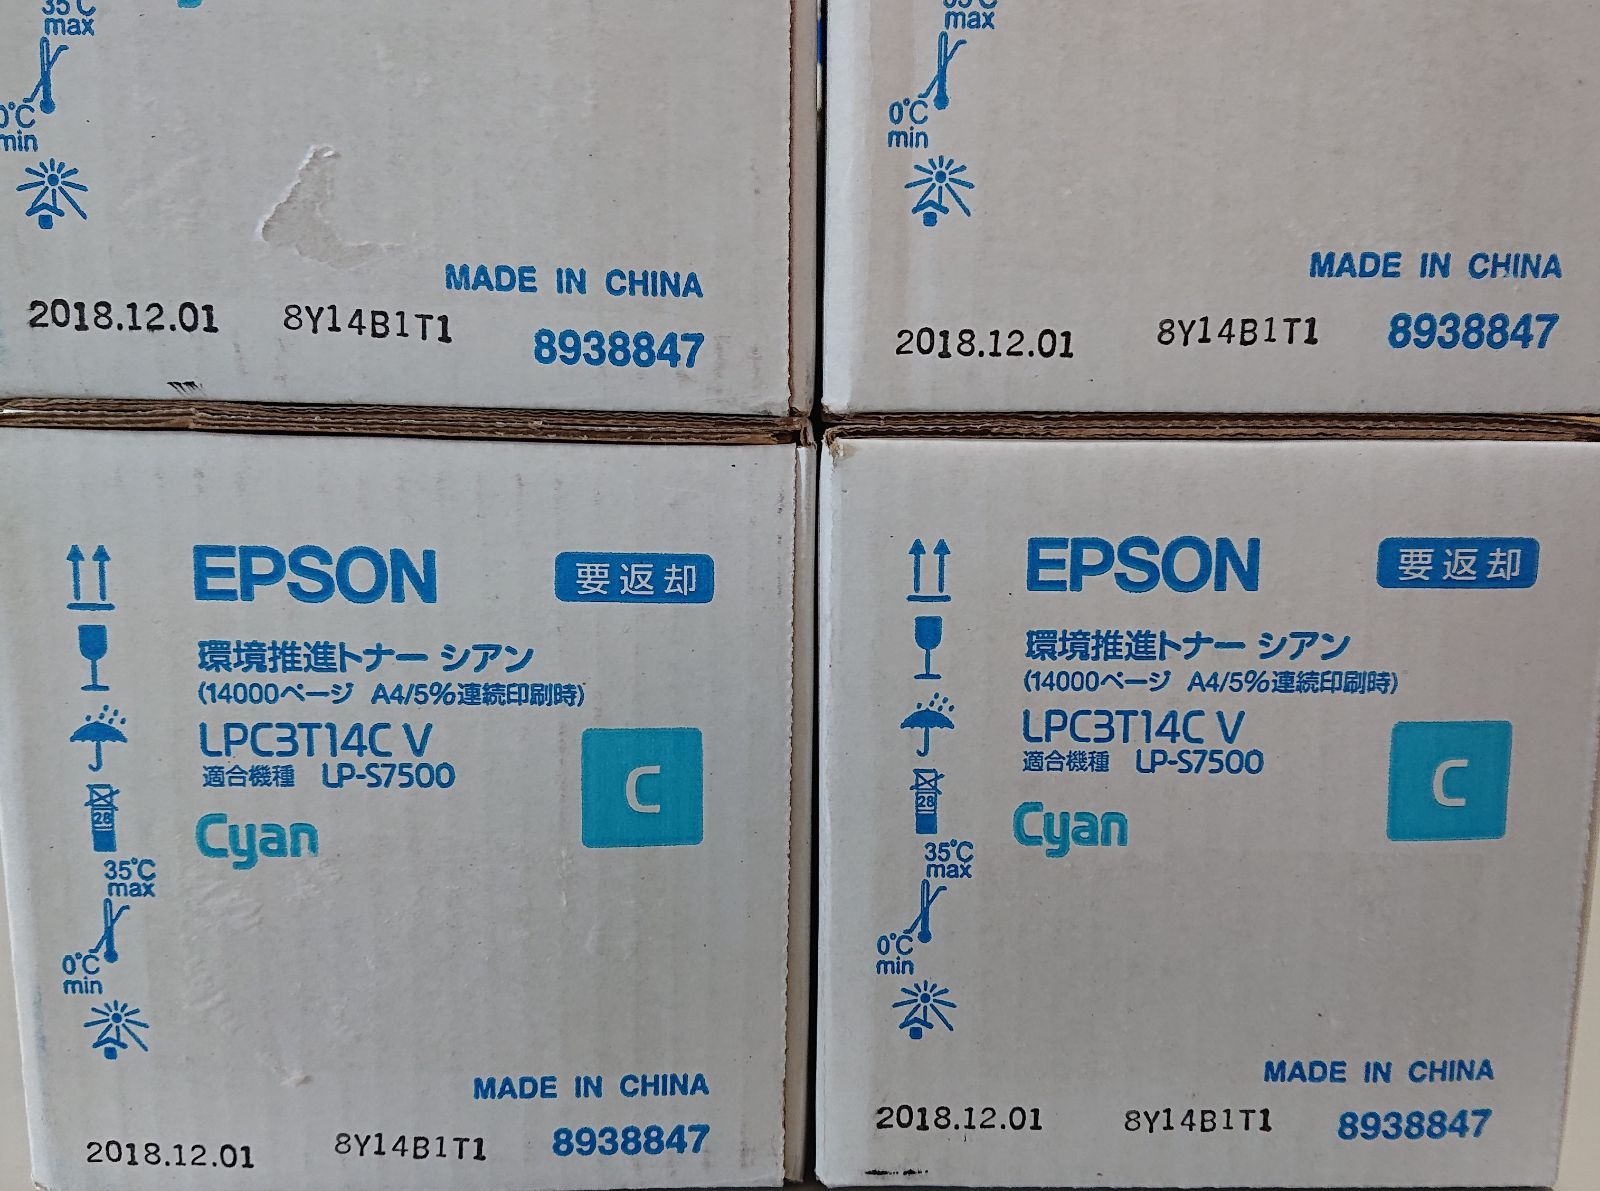 35℃
max
0℃
min
MADE IN CHINA
2018.12.01 8Y14B1T1 8938847
35℃
max
0℃
min
MADE IN CHINA
2018.12.01 8Y14B1T1 8938847
EPSON 要返却
環境推進トナー シアン
(14000ページ A4/5%連続印刷時)
LPC3T14C V
適合機種 LP-S7500
C
Cyan
28
35℃
max
0℃
min
MADE IN CHINA
2018.12.01 8Y14B1T1 8938847
EPSON 要返却
環境推進トナー シアン
(14000ページ A4/5%連続印刷時)
LPC3T14C V
適合機種 LP-S7500
C
Cyan
28
35℃
max
0℃
min
MADE IN CHINA
2018.12.01 8Y14B1T1 8938847